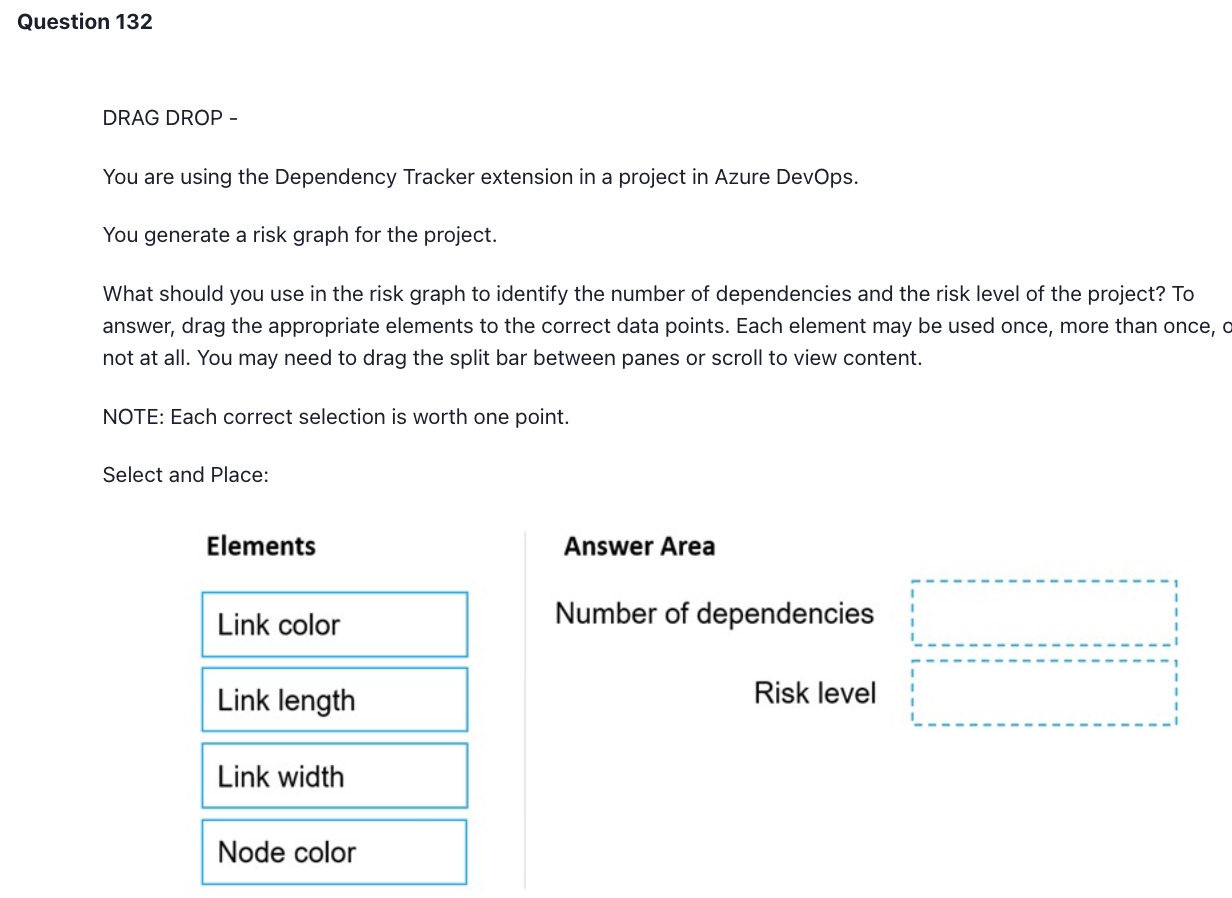 Question 132
DRAG DROP -
You are using the Dependency Tracker extension in a project in Azure DevOps.
You generate a risk graph for the project.
What should you use in the risk graph to identify the number of dependencies and the risk level of the project? To
answer, drag the appropriate elements to the correct data points. Each element may be used once, more than once, o
not at all. You may need to drag the split bar between panes or scroll to view content.
NOTE: Each correct selection is worth one point.
Select and Place:
Elements
Link color
Link length
Link width
Node color
Answer Area
Number of dependencies
Risk level